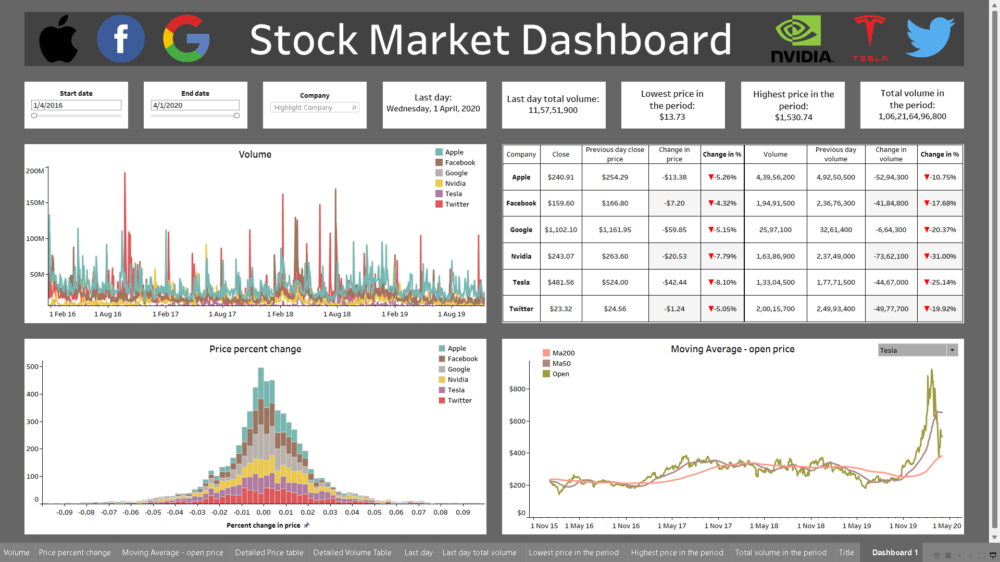 Stock Market Dashboard
NVIDIA.
TESLA
Start date
1/4/2016
End date
4/1/2020
Company
Highlight Company
Last day:
Wednesday, 1 April, 2020
Last day total volume:
11,57,51,900
Lowest price in
the period:
$13.73
Highest price in the
period:
$1,530.74
Total volume in
the period:
1,06,21,64,96,800
Volume
Apple
Facebook
Google
Nvidia
Tesla
Twitter
200M
150M
100M
50M
1 Feb 16 1 Aug 16 1 Feb 17 1 Aug 17 1 Feb 18 1 Aug 18 1 Feb 19 1 Aug 19
Company Close Previous day close price Change in price Change in % Volume Previous day volume Change in volume Change in %
Apple $240.91 $254.29 -$13.38 ▼-5.26% 4,39,56,200 4,92,50,500 -52,94,300 ▼-10.75%
Facebook $159.60 $166.80 -$7.20 ▼-4.32% 1,94,91,500 2,36,76,300 -41,84,800 ▼-17.68%
Google $1,102.10 $1,161.95 -$59.85 ▼-5.15% 25,97,100 32,61,400 -6,64,300 ▼-20.37%
Nvidia $243.07 $263.60 -$20.53 ▼-7.79% 1,63,86,900 2,37,49,000 -73,62,100 ▼-31.00%
Tesla $481.56 $524.00 -$42.44 ▼-8.10% 1,33,04,500 1,77,71,500 -44,67,000 ▼-25.14%
Twitter $23.32 $24.56 -$1.24 ▼-5.05% 2,00,15,700 2,49,93,400 -49,77,700 ▼-19.92%
Price percent change
Apple
Facebook
Google
Nvidia
Tesla
Twitter
500
400
300
200
100
0
-0.09 -0.08 -0.07 -0.06 -0.05 -0.04 -0.03 -0.02 -0.01 0.00 0.01 0.02 0.03 0.04 0.05 0.06 0.07 0.08 0.09
Percent change in price
Moving Average - open price
Tesla
Ma200
Ma50
Open
$800
$600
$400
$200
$0
1 Nov 15 1 May 16 1 Nov 16 1 May 17 1 Nov 17 1 May 18 1 Nov 18 1 May 19 1 Nov 19 1 May 20
Volume Price percent change Moving Average - open price Detailed Price table Detailed Volume Table Last day Last day total volume Lowest price in the period Highest price in the period Total volume in the period Title Dashboard 1